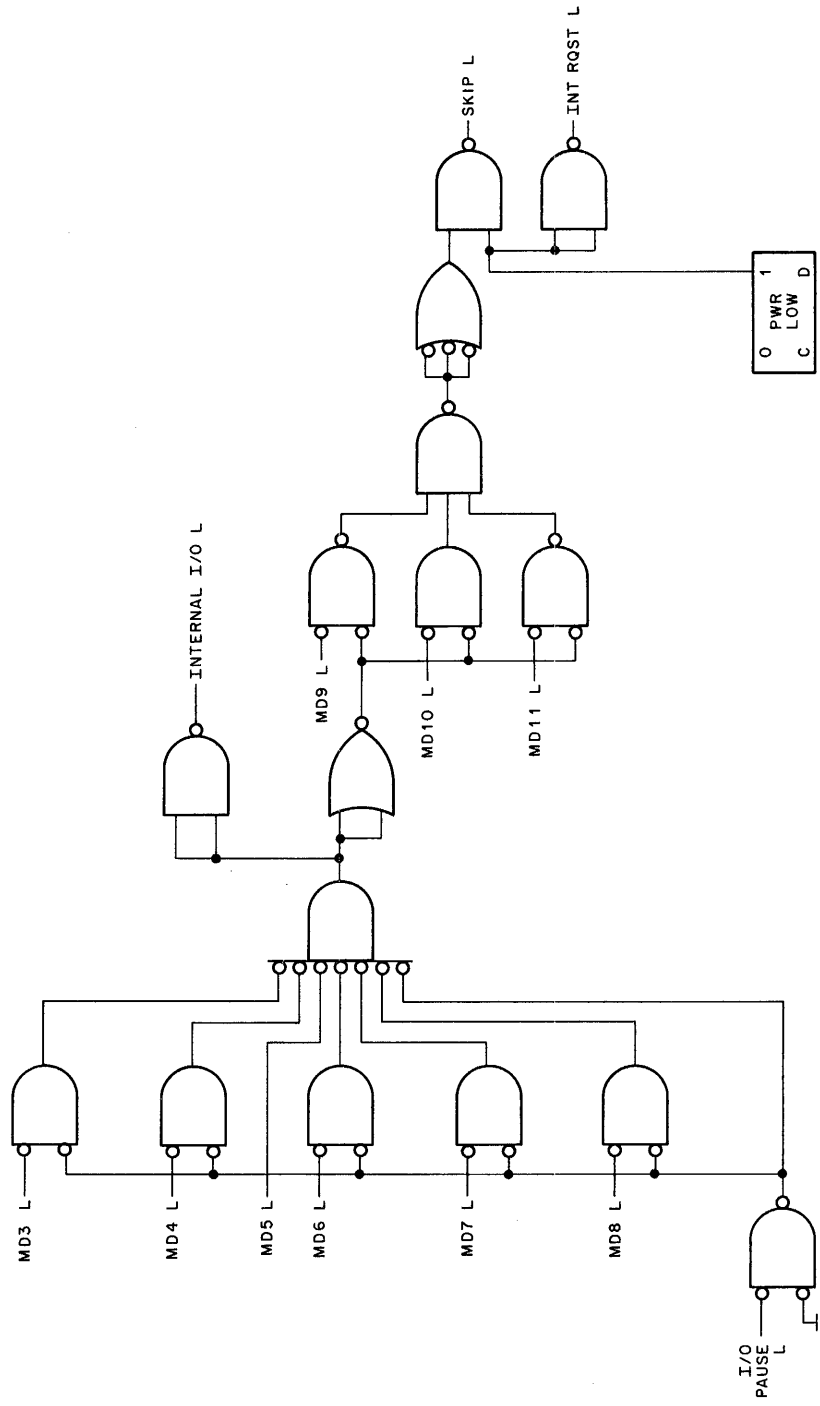 MD3 L
MD4 L
MD5 L
MD6 L
MD7 L
MD8 L
I/O
PAUSE
L
INTERNAL I/O L
MD9 L
MD10 L
MD11 L
SKIP L
INT RQST L
0 1
PWR
LOW
C D